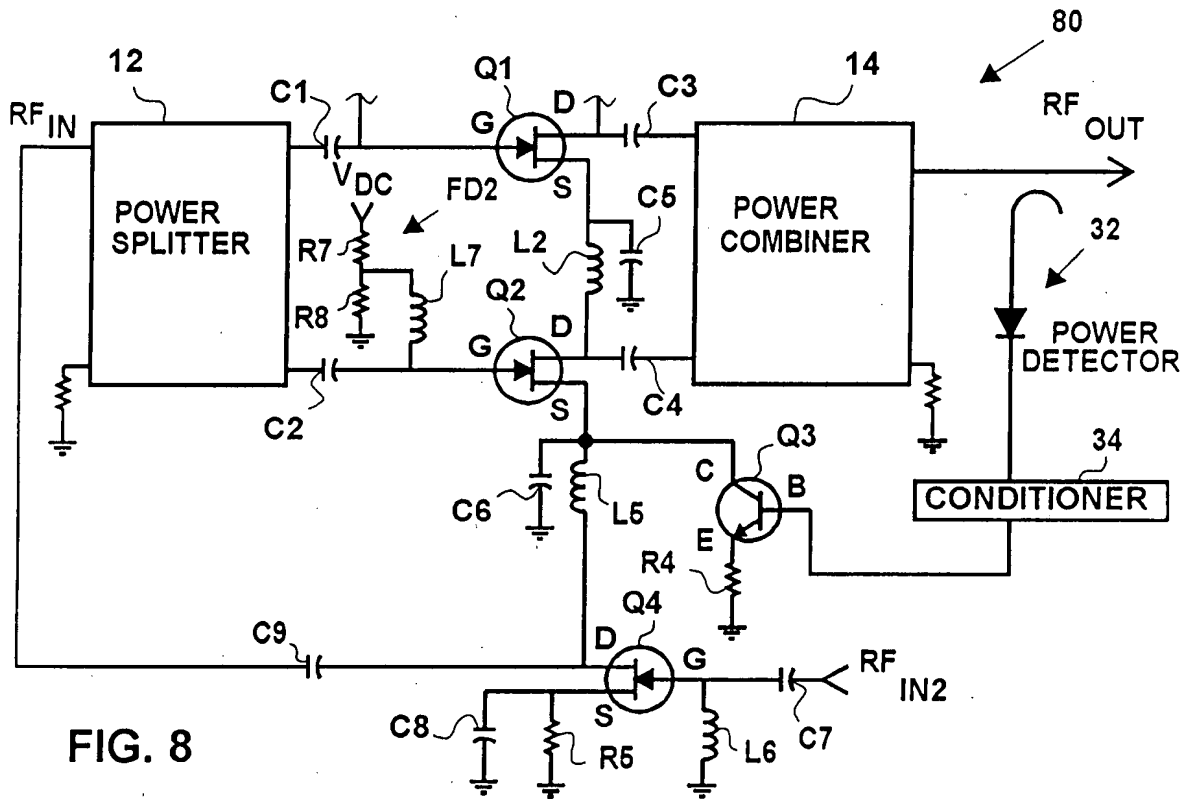 80
12
Q1
14
C1
D
C3
RF IN
G
RF OUT
VDC
FD2
S
C5
POWER SPLITTER
R7
L7
L2
POWER COMBINER
32
R8
Q2
G
D
POWER DETECTOR
C2
S
C4
Q3
34
C
B
CONDITIONER
C6
L5
E
R4
Q4
C9
D
G
RF IN2
S
C8
R5
L6
C7
FIG. 8